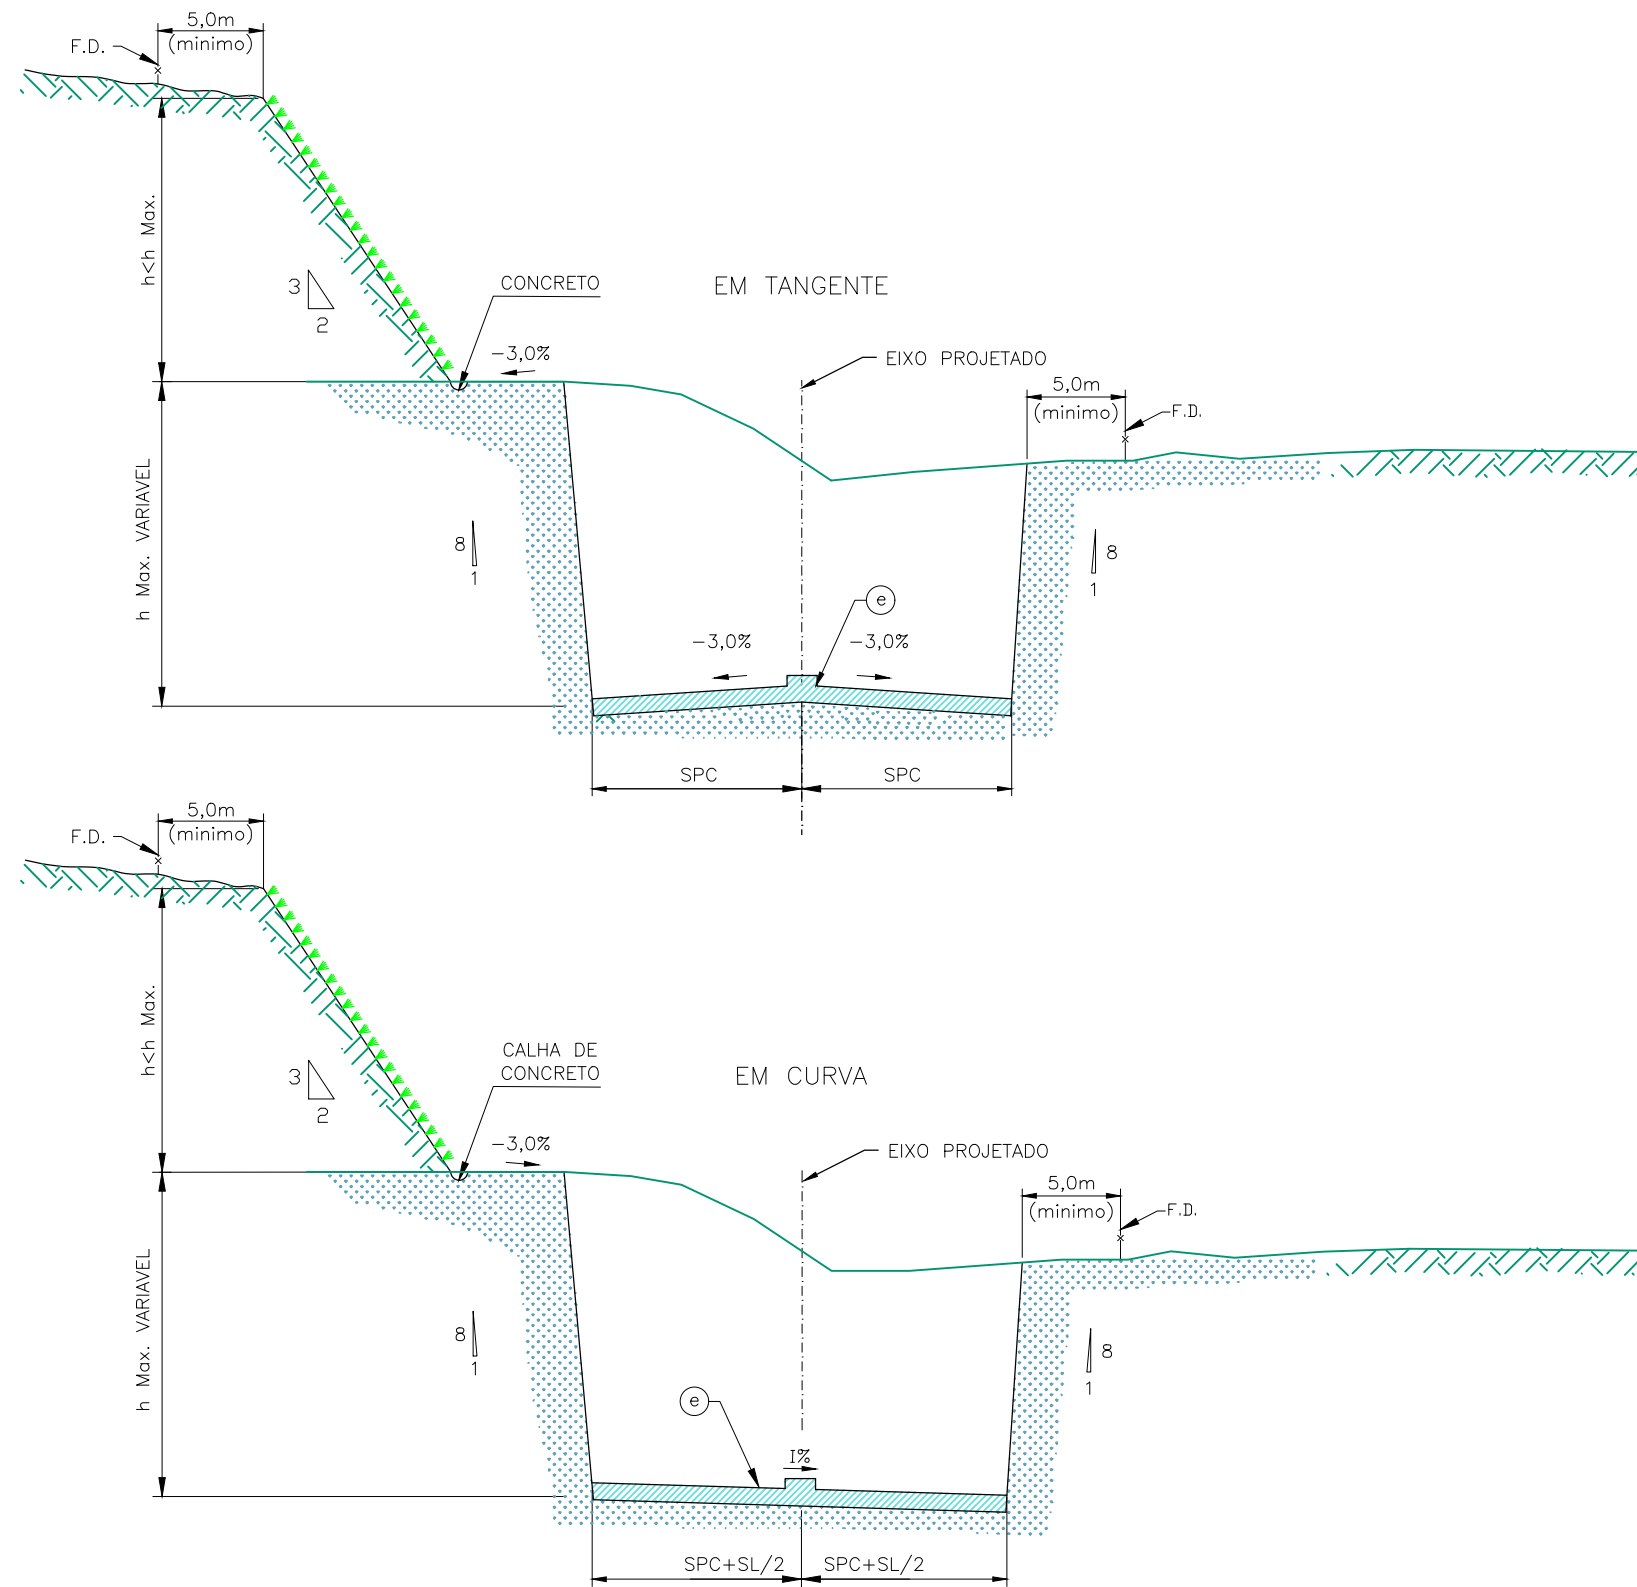 5,0m
(minimo)
F.D.
h<h Max.
3
2
CONCRETO
EM TANGENTE
-3,0%
EIXO PROJETADO
5,0m
(minimo)
F.D.
h Max. VARIAVEL
8
1
8
1
e
-3,0%
-3,0%
SPC
SPC
5,0m
(minimo)
F.D.
h<h Max.
3
2
CALHA DE
CONCRETO
EM CURVA
-3,0%
EIXO PROJETADO
5,0m
(minimo)
F.D.
h Max. VARIAVEL
8
1
8
1
e
I%
SPC+SL/2
SPC+SL/2